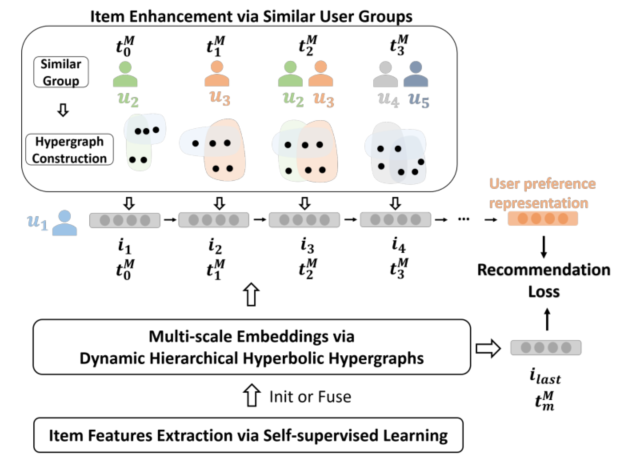 Item Enhancement via Similar User Groups
t_0^M t_1^M t_2^M t_3^M
Similar
Group
u_2 u_3 u_2 u_3 u_4 u_5
Hypergraph
Construction
User preference
representation
u_1
...
i_1 i_2 i_3 i_4
t_0^M t_1^M t_2^M t_3^M
Recommendation
Loss
Multi-scale Embeddings via
Dynamic Hierarchical Hyperbolic Hypergraphs
i_last
t_m^M
Init or Fuse
Item Features Extraction via Self-supervised Learning